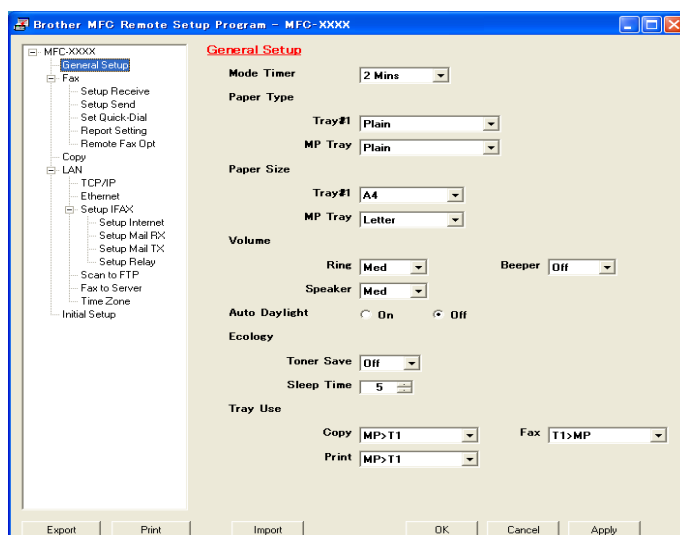 Brother MFC Remote Setup Program - MFC-XXXX
MFC-XXXX
General Setup
Fax
Setup Receive
Setup Send
Set Quick-Dial
Report Setting
Remote Fax Opt
Copy
LAN
TCP/IP
Ethernet
Setup IFAX
Setup Internet
Setup Mail RX
Setup Mail TX
Setup Relay
Scan to FTP
Fax to Server
Time Zone
Initial Setup
General Setup
Mode Timer 2 Mins
Paper Type
Tray#1 Plain
MP Tray Plain
Paper Size
Tray#1 A4
MP Tray Letter
Volume
Ring Med Beeper Off
Speaker Med
Auto Daylight On Off
Ecology
Toner Save Off
Sleep Time 5
Tray Use
Copy MP>T1 Fax T1>MP
Print MP>T1
Export Print Import OK Cancel Apply